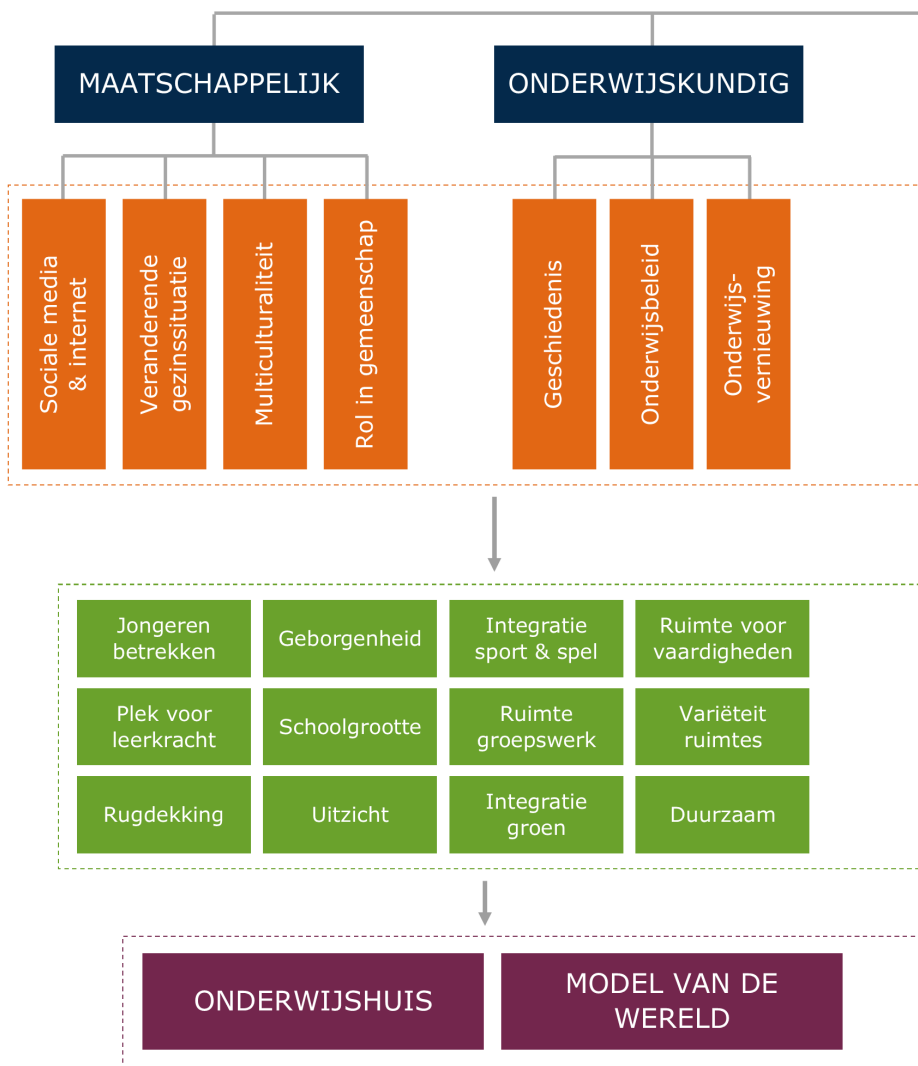 MAATSCHAPPELIJK
ONDERWIJSKUNDIG
Sociale media
& internet
Veranderende
gezinssituatie
Multiculturaliteit
Rol in gemeenschap
Geschiedenis
Onderwijsbeleid
Onderwijs-
vernieuwing
Jongeren
betrekken
Geborgenheid
Integratie
sport & spel
Ruimte voor
vaardigheden
Plek voor
leerkracht
Schoolgrootte
Ruimte
groepswerk
Variëteit
ruimtes
Rugdekking
Uitzicht
Integratie
groen
Duurzaam
ONDERWIJSHUIS
MODEL VAN DE
WERELD